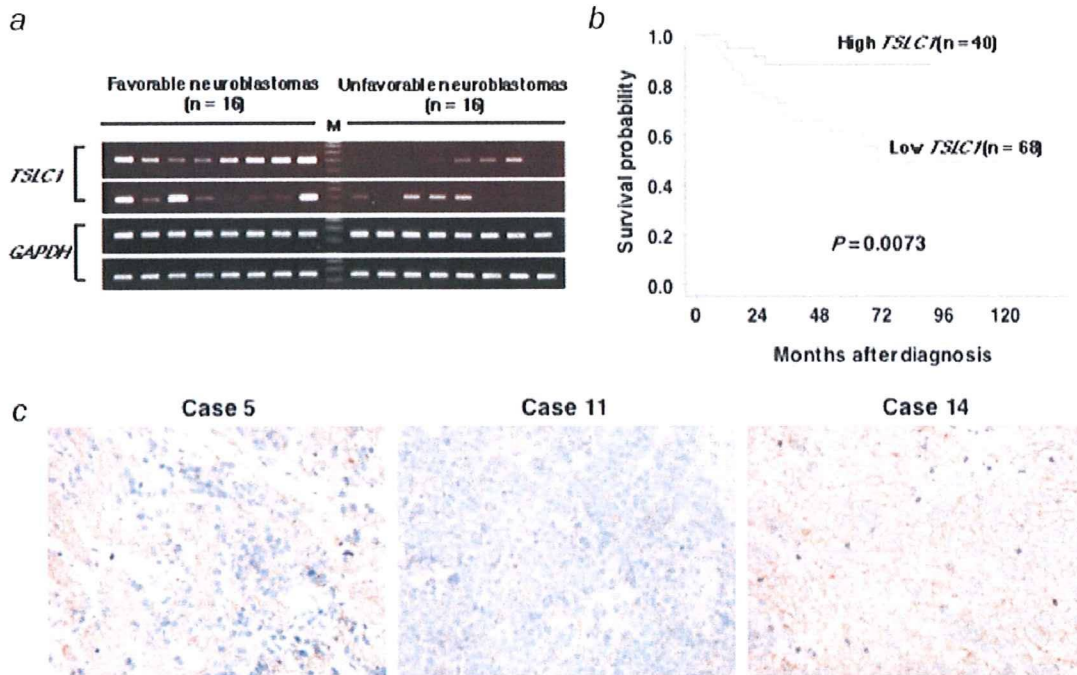 a
Favorable neuroblastomas
(n = 16)
Unfavorable neuroblastomas
(n = 16)
M
TSLC1
GAPDH
b
1.0
0.8
0.6
0.4
0.2
0.0
Survival probability
High TSLC1 (n = 40)
Low TSLC1 (n = 68)
P = 0.0073
0 24 48 72 96 120
Months after diagnosis
c
Case 5
Case 11
Case 14